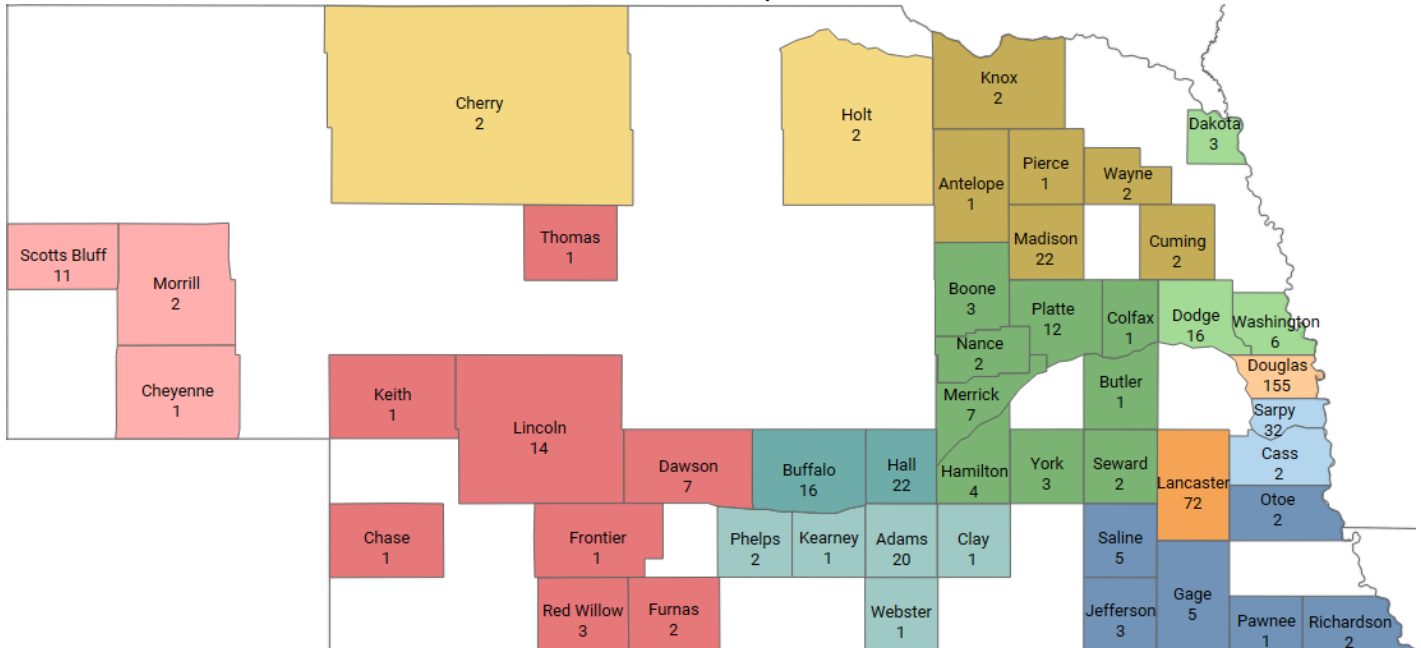 Cherry
2
Holt
2
Knox
2
Dakota
3
Antelope
1
Pierce
1
Wayne
2
Scotts Bluff
11
Morrill
2
Thomas
1
Madison
22
Cuming
2
Boone
3
Platte
12
Colfax
1
Dodge
16
Washington
6
Nance
2
Cheyenne
1
Keith
1
Lincoln
14
Merrick
7
Butler
1
Douglas
155
Sarpy
32
Dawson
7
Buffalo
16
Hall
22
Hamilton
4
York
3
Seward
2
Lancaster
72
Cass
2
Otoe
2
Chase
1
Frontier
1
Phelps
2
Kearney
1
Adams
20
Clay
1
Saline
5
Red Willow
3
Furnas
2
Webster
1
Jefferson
3
Gage
5
Pawnee
1
Richardson
2